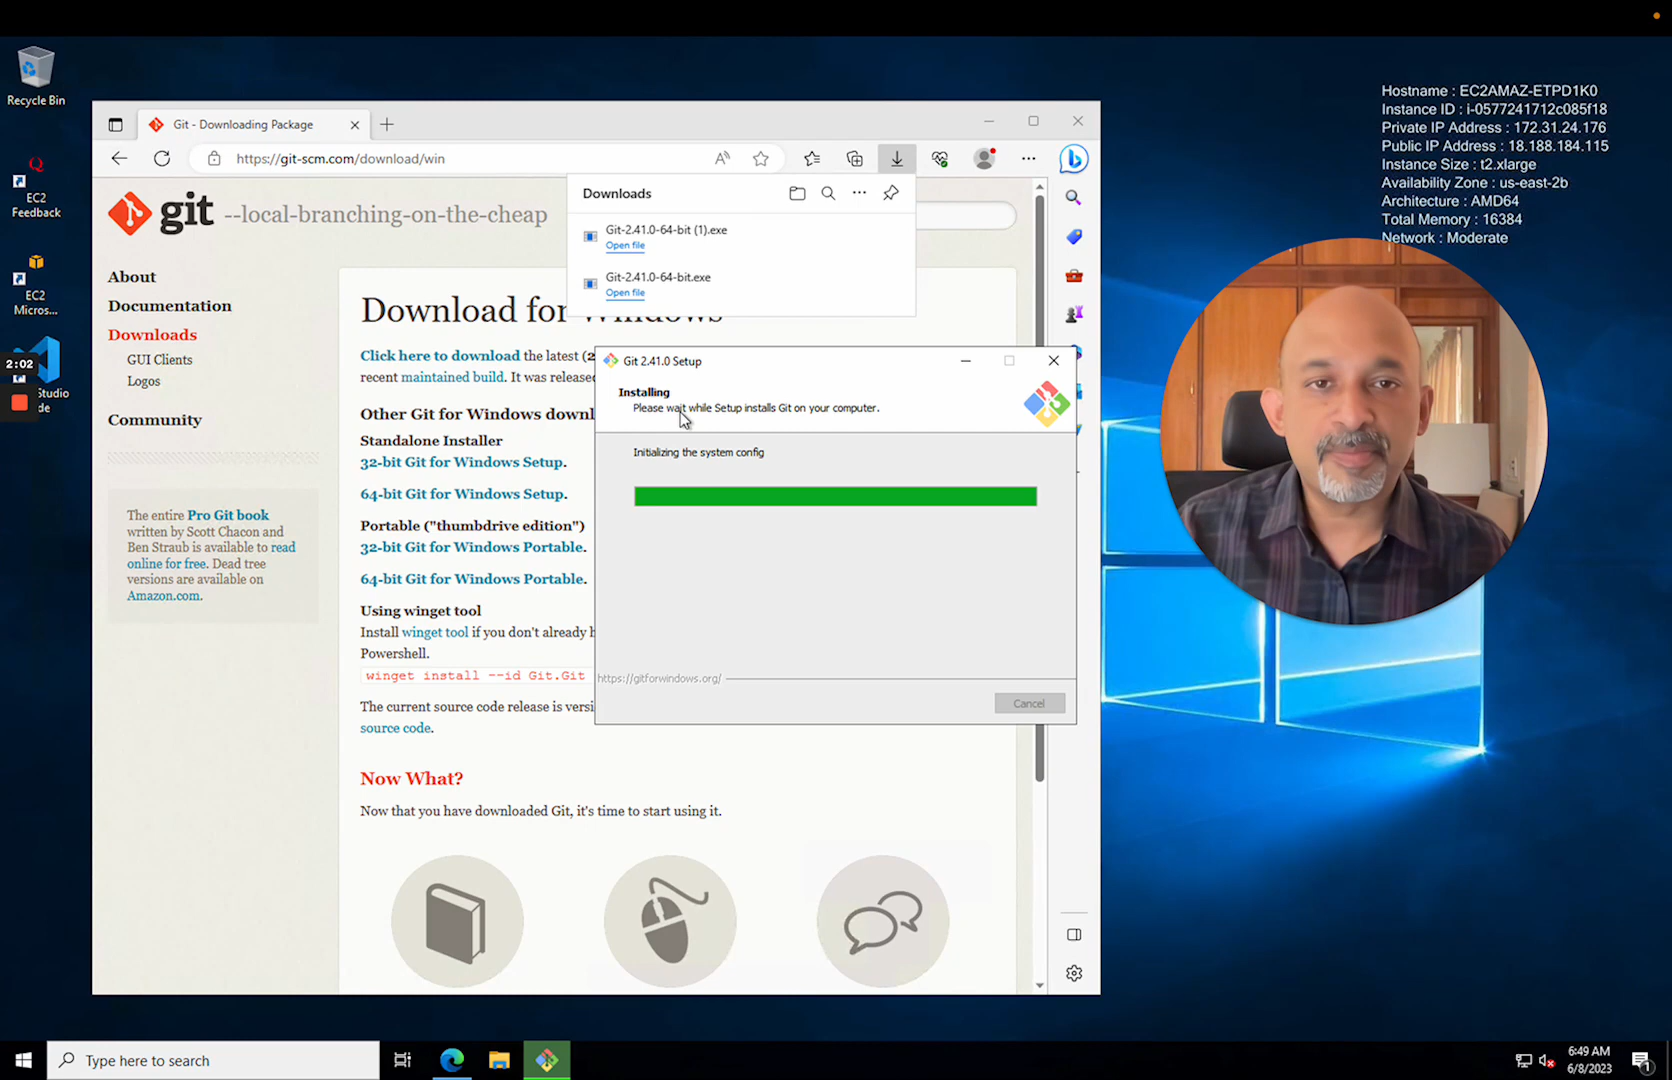 Recycle Bin
EC2
Feedback
EC2
Micros...
2:02
Studio
de
Git - Downloading Package
https://git-scm.com/download/win
Downloads
Git-2.41.0-64-bit (1).exe
Open file
Git-2.41.0-64-bit.exe
Open file
git --local-branching-on-the-cheap
About
Documentation
Downloads
GUI Clients
Logos
Community
The entire Pro Git book
written by Scott Chacon and
Ben Straub is available to read
online for free. Dead tree
versions are available on
Amazon.com.
Download for Windows
Click here to download the latest (2
recent maintained build. It was released
Other Git for Windows downl
Standalone Installer
32-bit Git for Windows Setup.
64-bit Git for Windows Setup.
Portable ("thumbdrive edition")
32-bit Git for Windows Portable.
64-bit Git for Windows Portable.
Using winget tool
Install winget tool if you don't already h
Powershell.
winget install --id Git.Git
The current source code release is versi
source code.
Now What?
Now that you have downloaded Git, it's time to start using it.
Git 2.41.0 Setup
Installing
Please wait while Setup installs Git on your computer.
Initializing the system config
https://gitforwindows.org/
Cancel
Hostname : EC2AMAZ-ETPD1K0
Instance ID : i-0577241712c085f18
Private IP Address : 172.31.24.176
Public IP Address : 18.188.184.115
Instance Size : t2.xlarge
Availability Zone : us-east-2b
Architecture : AMD64
Total Memory : 16384
Network : Moderate
Type here to search
6:49 AM
6/8/2023
1